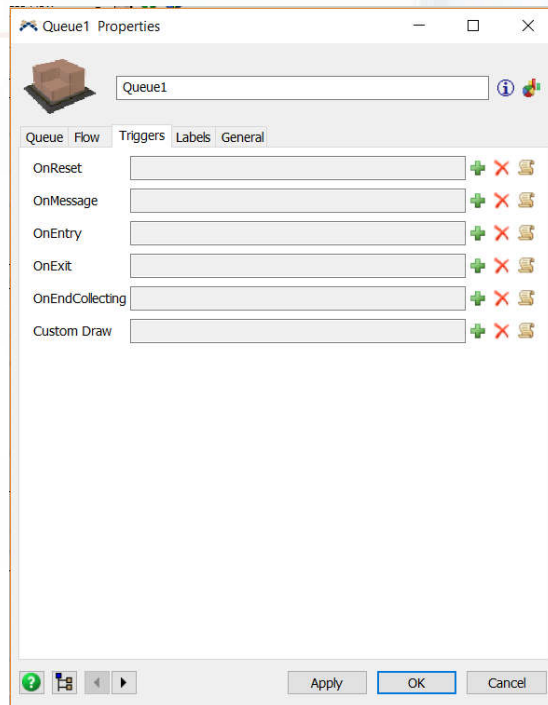 Queue1 Properties
Queue1
Queue Flow Triggers Labels General
OnReset
OnMessage
OnEntry
OnExit
OnEndCollecting
Custom Draw
Apply OK Cancel